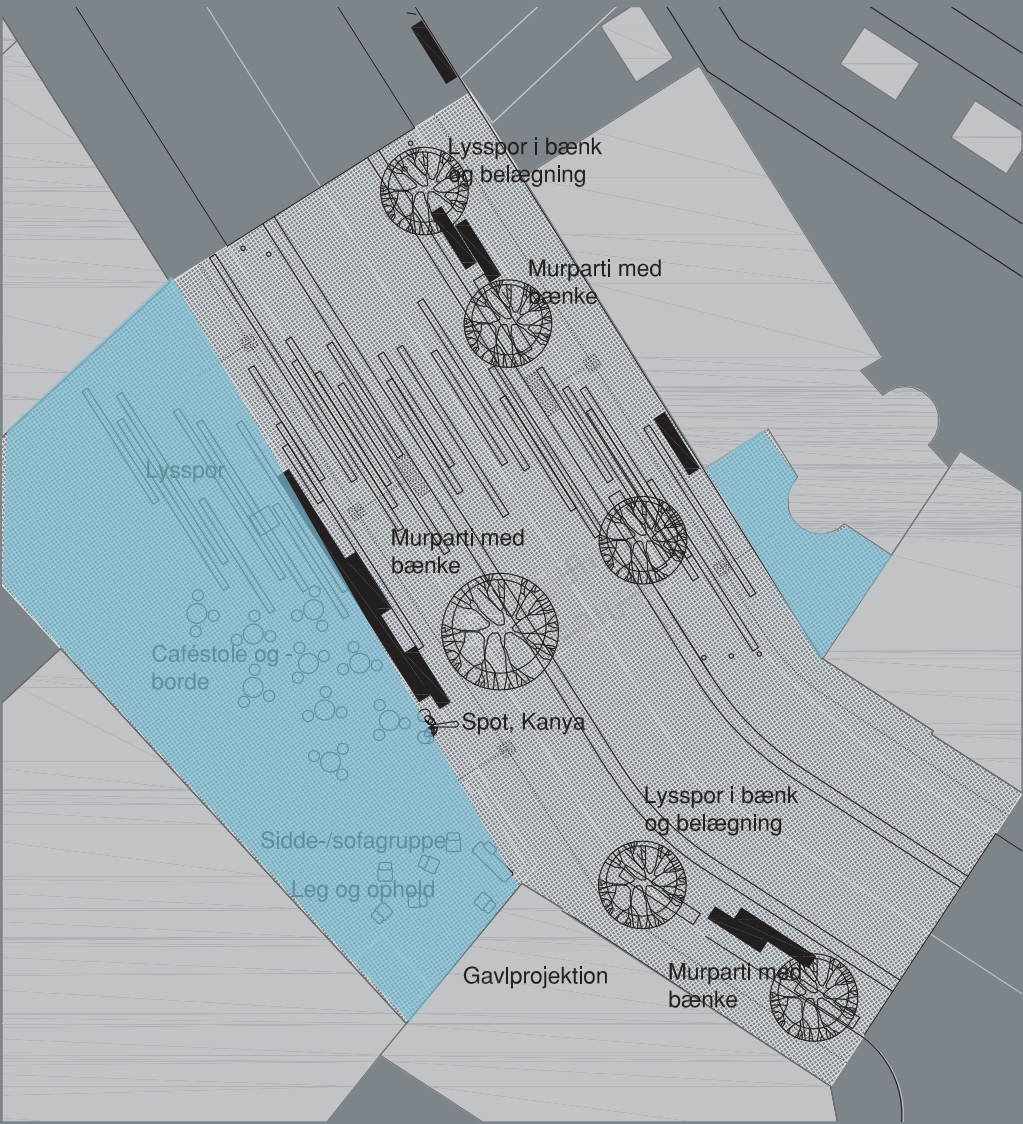 Lysspor i bænk
og belægning
Murparti med
bænke
Lysspor
Murparti med
bænke
Caféstole og -
borde
Spot, Kanya
Lysspor i bænk
og belægning
Sidde-/sofagruppe
Leg og ophold
Gavlprojektion
Murparti med
bænke